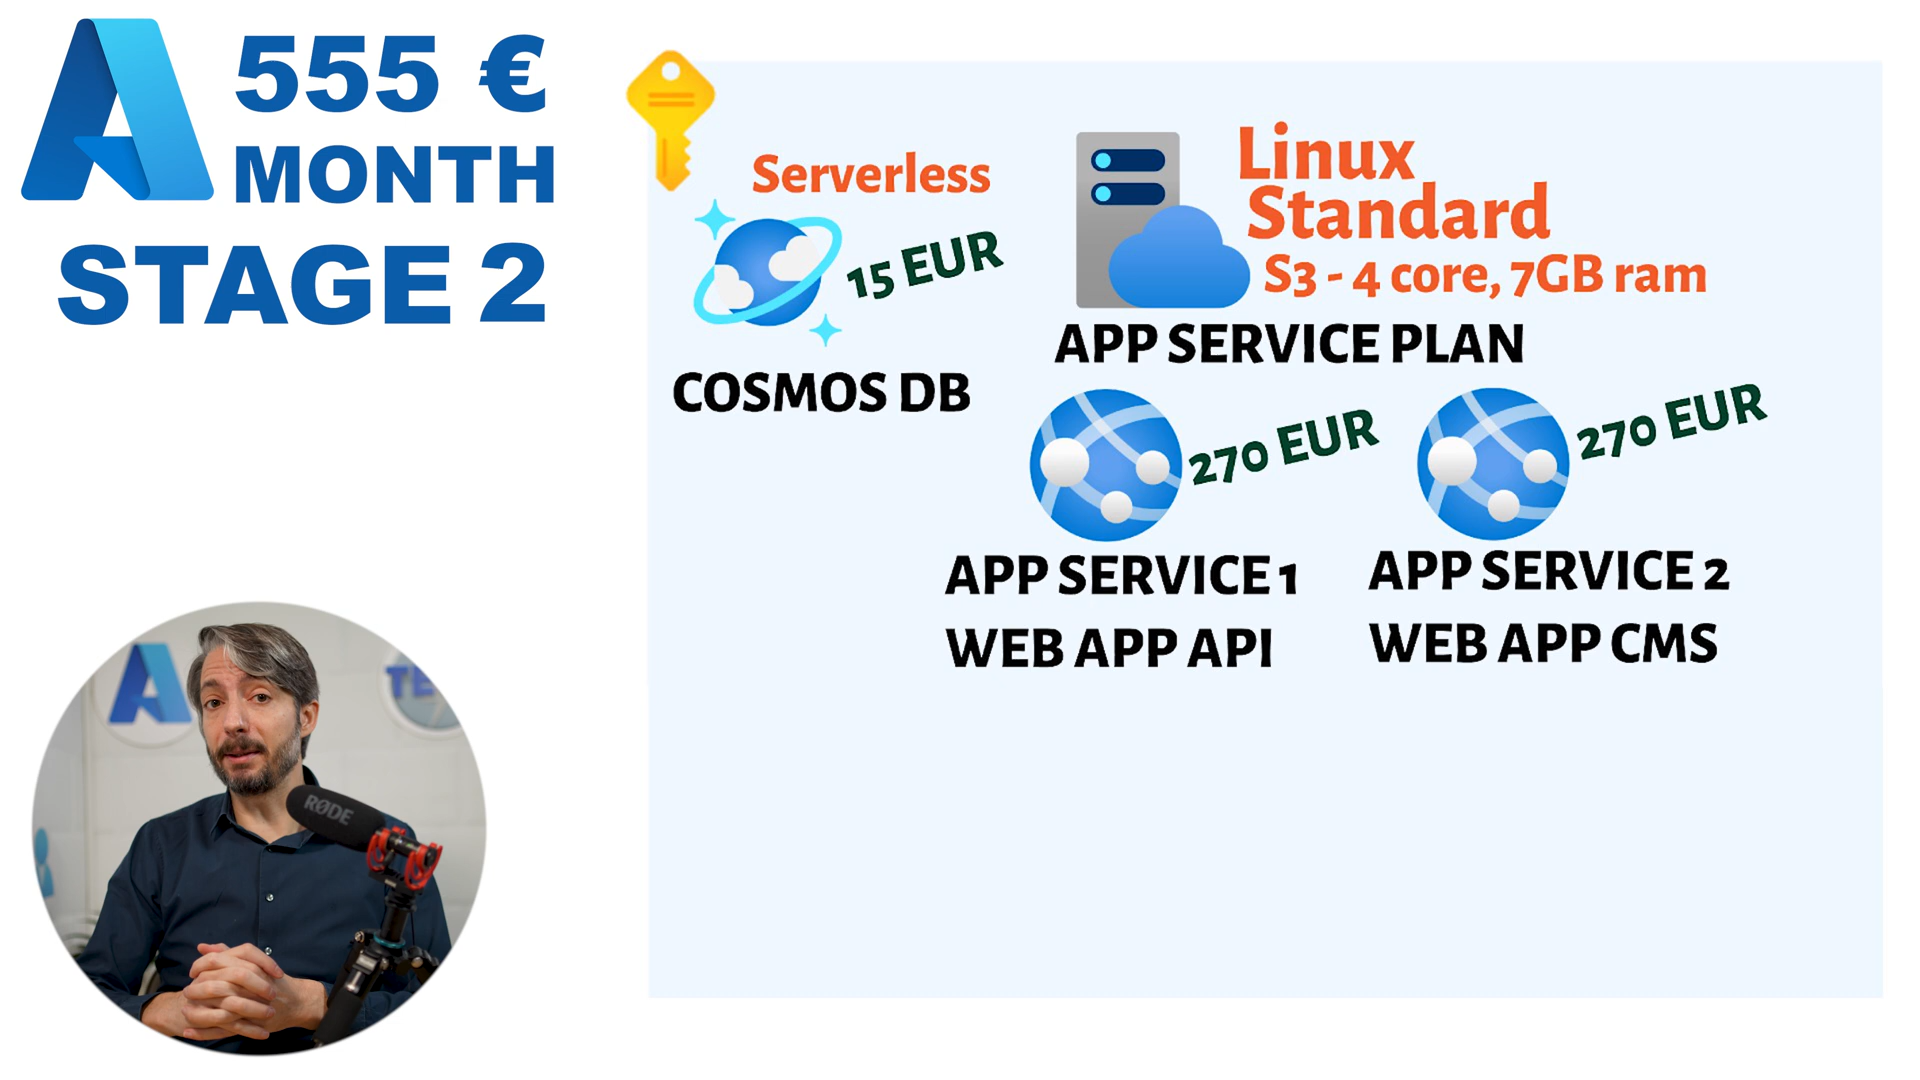 555 €
MONTH
STAGE 2
Serverless
15 EUR
COSMOS DB
Linux
Standard
S3 - 4 core, 7GB ram
APP SERVICE PLAN
270 EUR
270 EUR
APP SERVICE 1
WEB APP API
APP SERVICE 2
WEB APP CMS
RØDE